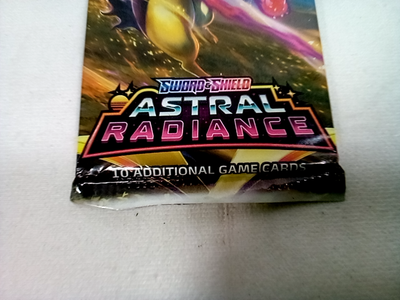 SWORD & SHIELD
ASTRAL
RADIANCE
10 ADDITIONAL GAME CARDS